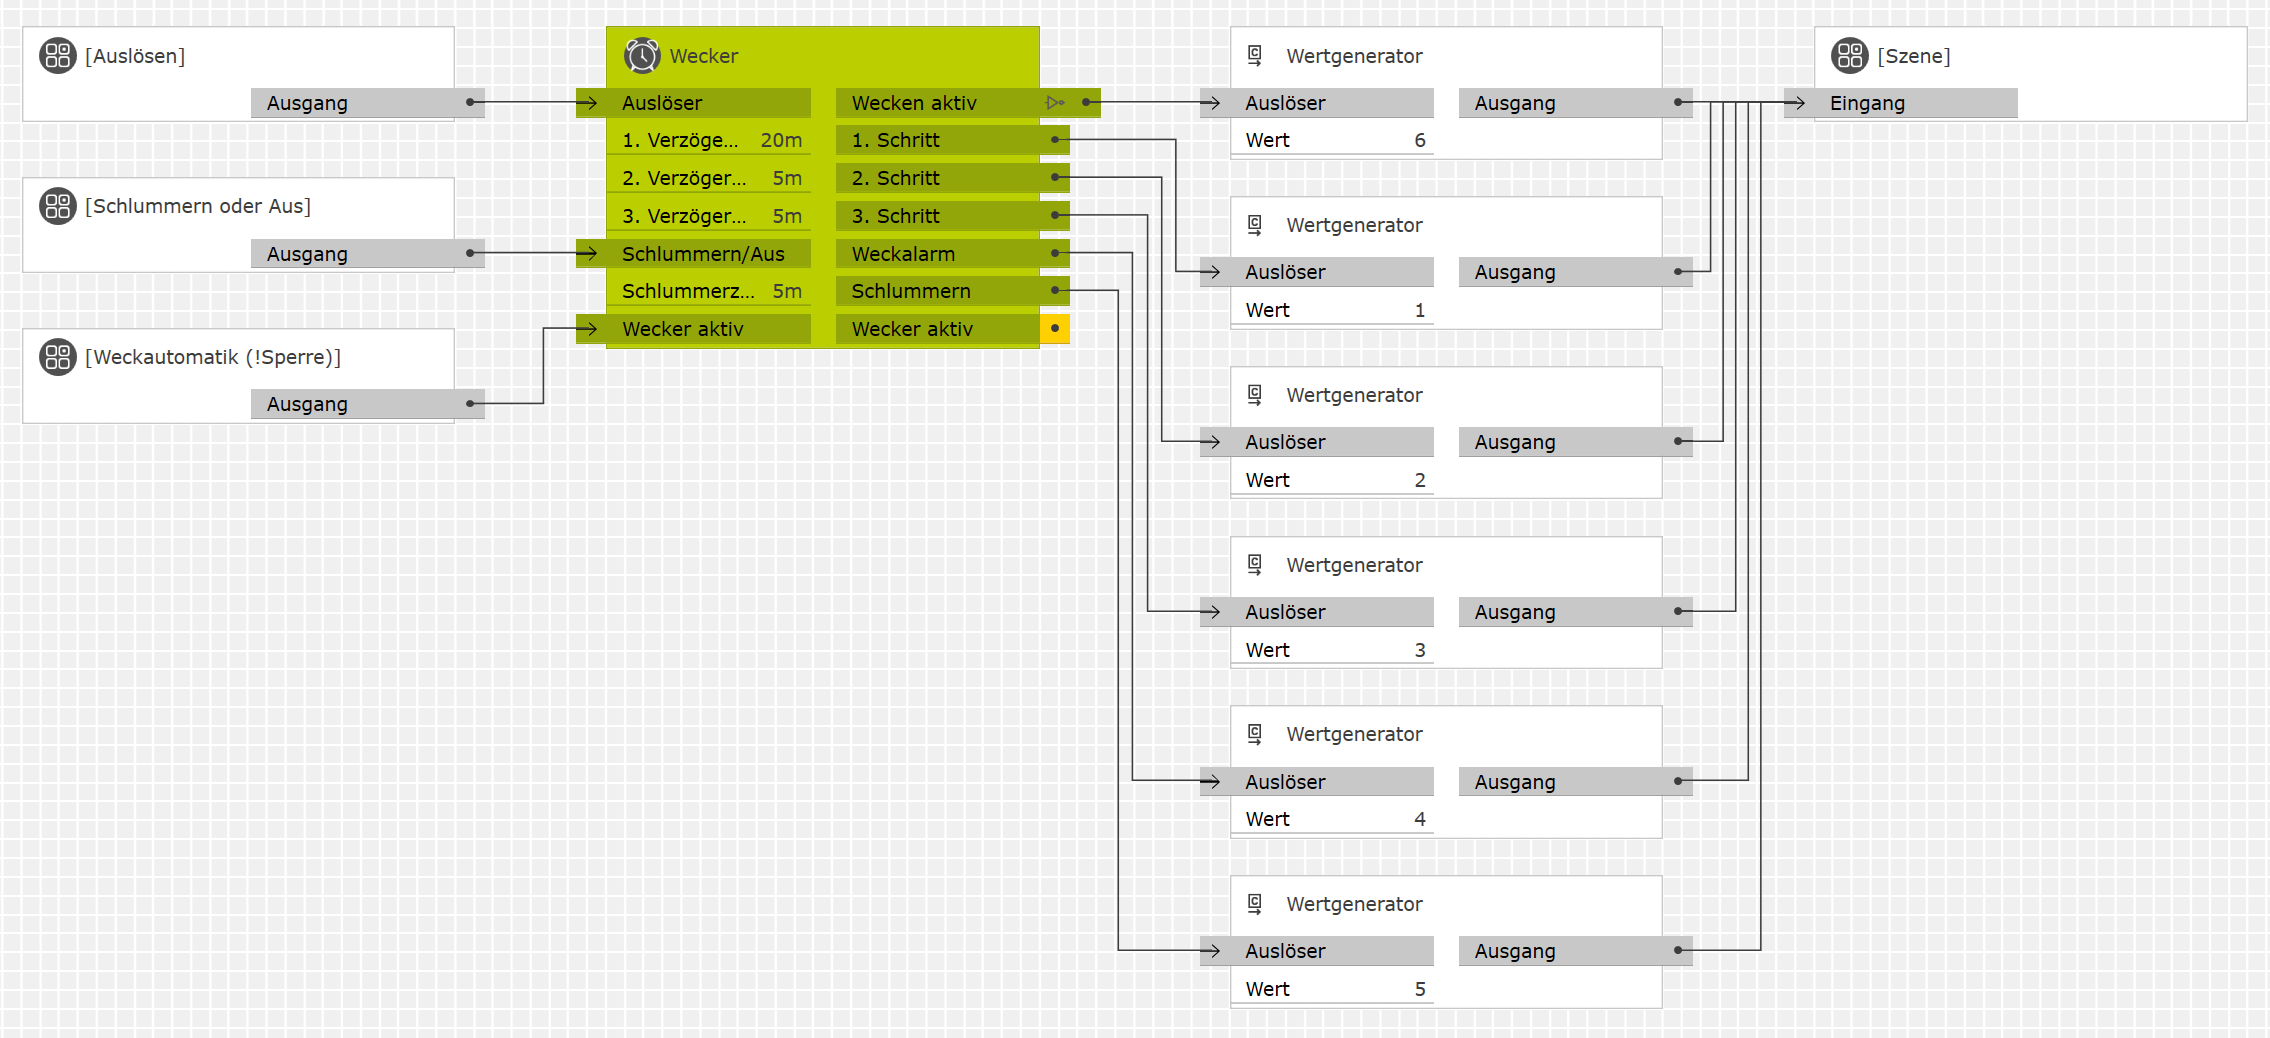 [Auslösen]
Ausgang
[Schlummern oder Aus]
Ausgang
[Weckautomatik (!Sperre)]
Ausgang
Wecker
Auslöser
Wecken aktiv
1. Verzöge... 20m
1. Schritt
2. Verzöger... 5m
2. Schritt
3. Verzöger... 5m
3. Schritt
Schlummern/Aus
Weckalarm
Schlummerz... 5m
Schlummern
Wecker aktiv
Wecker aktiv
C
Wertgenerator
Auslöser
Ausgang
Wert 6
C
Wertgenerator
Auslöser
Ausgang
Wert 1
C
Wertgenerator
Auslöser
Ausgang
Wert 2
C
Wertgenerator
Auslöser
Ausgang
Wert 3
C
Wertgenerator
Auslöser
Ausgang
Wert 4
C
Wertgenerator
Auslöser
Ausgang
Wert 5
[Szene]
Eingang